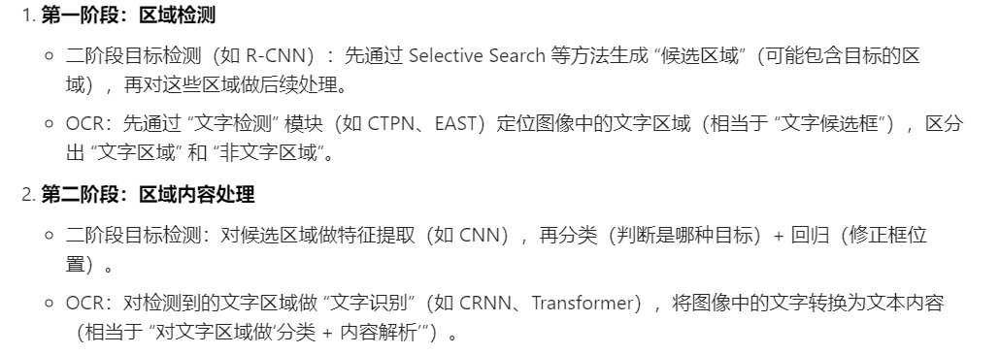 1. 第一阶段：区域检测
○ 二阶段目标检测（如 R-CNN）：先通过 Selective Search 等方法生成 “候选区域”（可能包含目标的区
域），再对这些区域做后续处理。
○ OCR：先通过 “文字检测” 模块（如 CTPN、EAST）定位图像中的文字区域（相当于 “文字候选框”），区分
出 “文字区域” 和 “非文字区域”。
2. 第二阶段：区域内容处理
○ 二阶段目标检测：对候选区域做特征提取（如 CNN），再分类（判断是哪种目标）+ 回归（修正框位
置）。
○ OCR：对检测到的文字区域做 “文字识别”（如 CRNN、Transformer），将图像中的文字转换为文本内容
（相当于 “对文字区域做‘分类 + 内容解析’”）。